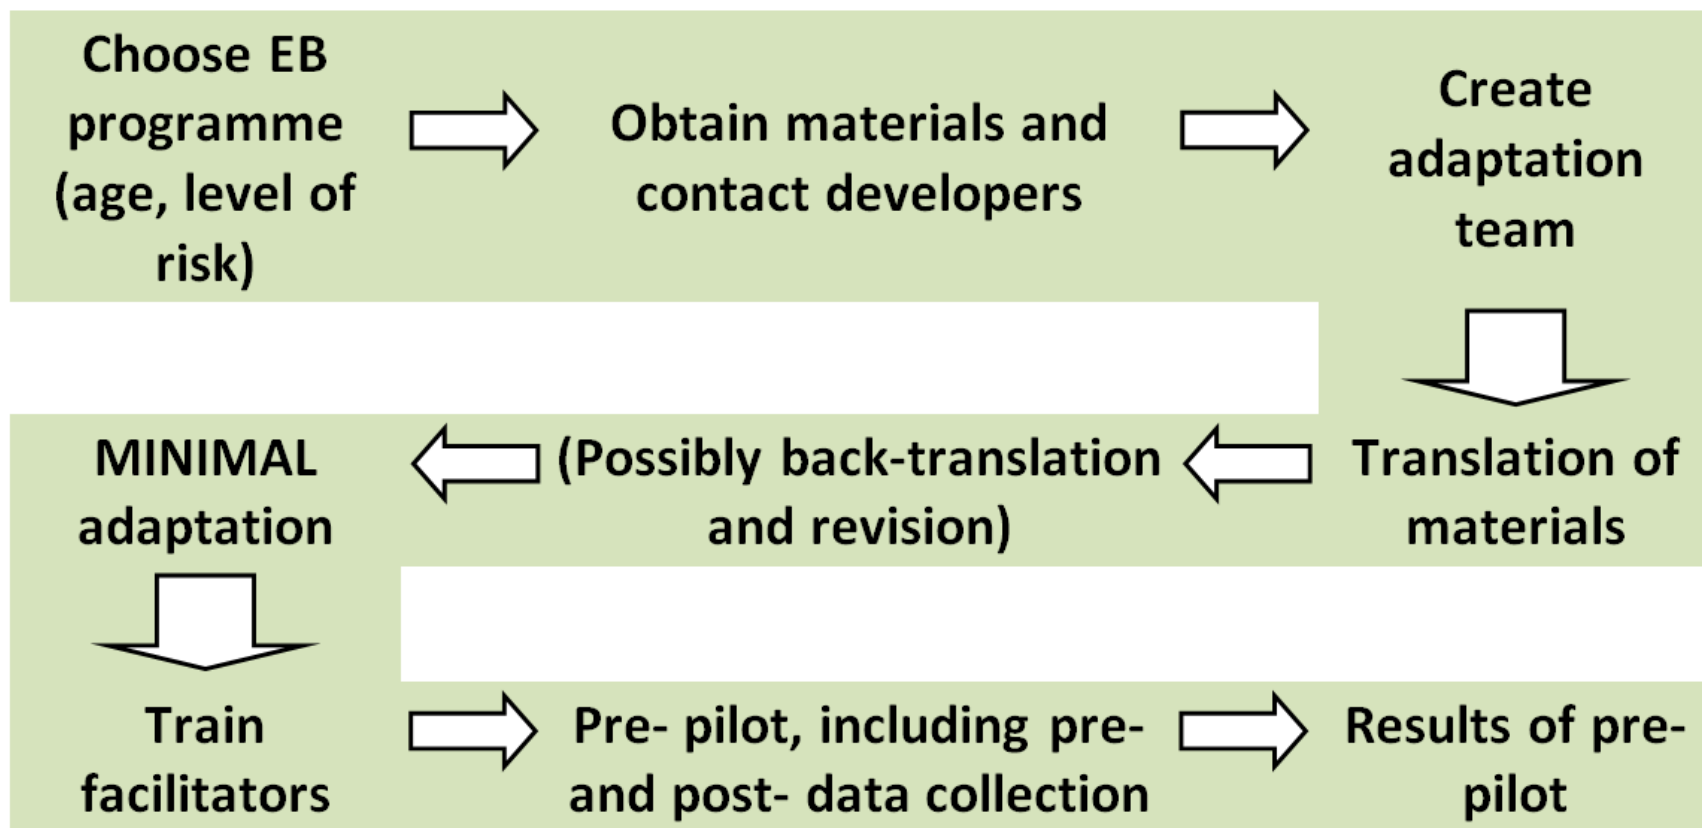 Choose EB
programme
(age, level of
risk)
Obtain materials and
contact developers
Create
adaptation
team
Translation of
materials
(Possibly back-translation
and revision)
MINIMAL
adaptation
Train
facilitators
Pre- pilot, including pre-
and post- data collection
Results of pre-
pilot